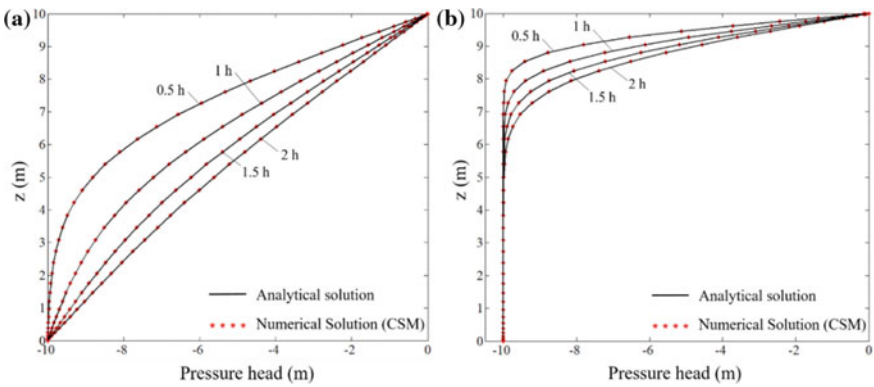 (a)
10
9
8
7
6
5
4
3
2
1
0
z (m)
0.5 h
1 h
1.5 h
2 h
Analytical solution
Numerical Solution (CSM)
-10
-8
-6
-4
-2
0
Pressure head (m)
(b)
10
9
8
7
6
5
4
3
2
1
0
z (m)
0.5 h
1 h
2 h
1.5 h
Analytical solution
Numerical Solution (CSM)
-10
-8
-6
-4
-2
0
Pressure head (m)